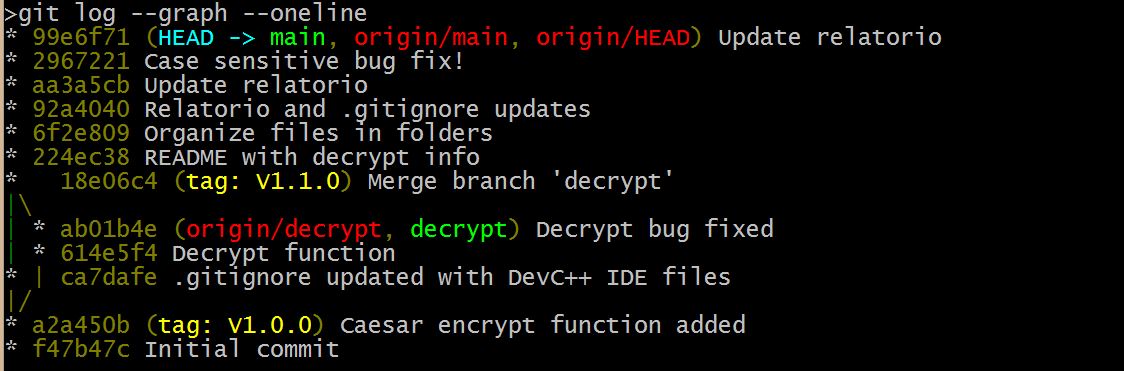 >git log --graph --oneline
* 99e6f71 (HEAD -> main, origin/main, origin/HEAD) Update relatorio
* 2967221 Case sensitive bug fix!
* aa3a5cb Update relatorio
* 92a4040 Relatorio and .gitignore updates
* 6f2e809 Organize files in folders
* 224ec38 README with decrypt info
*   18e06c4 (tag: V1.1.0) Merge branch 'decrypt'
|\
| * ab01b4e (origin/decrypt, decrypt) Decrypt bug fixed
| * 614e5f4 Decrypt function
* | ca7dafe .gitignore updated with DevC++ IDE files
|/
* a2a450b (tag: V1.0.0) Caesar encrypt function added
* f47b47c Initial commit